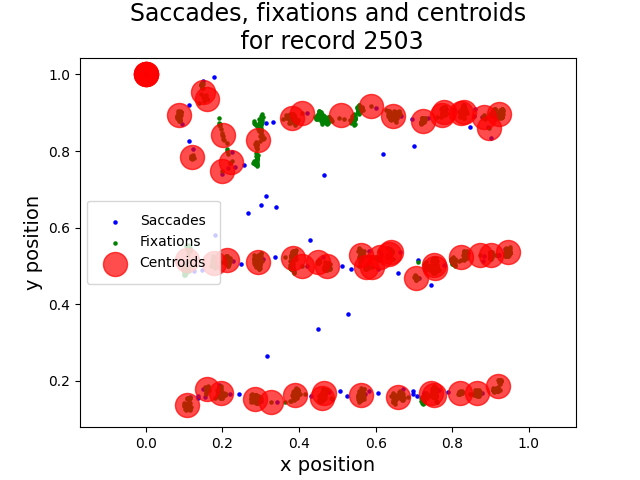 Saccades, fixations and centroids
for record 2503
1.0
0.8
0.6
0.4
0.2
y position
Saccades
Fixations
Centroids
0.0 0.2 0.4 0.6 0.8 1.0
x position